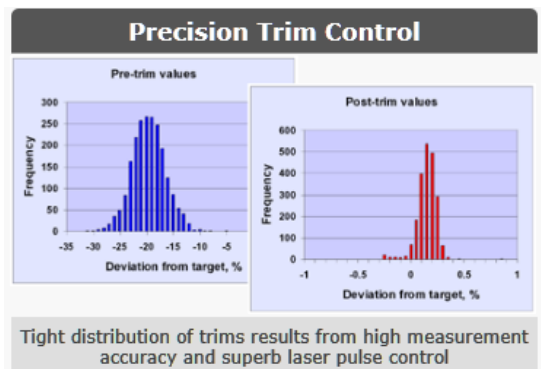 Precision Trim Control
Pre-trim values
300
250
200
150
100
50
0
Frequency
-35 -30 -25 -20 -15 -10 -5
Deviation from target, %
Post-trim values
600
500
400
300
200
100
0
Frequency
-1 -0.5 0 0.5 1
Deviation from target, %
Tight distribution of trims results from high measurement
accuracy and superb laser pulse control